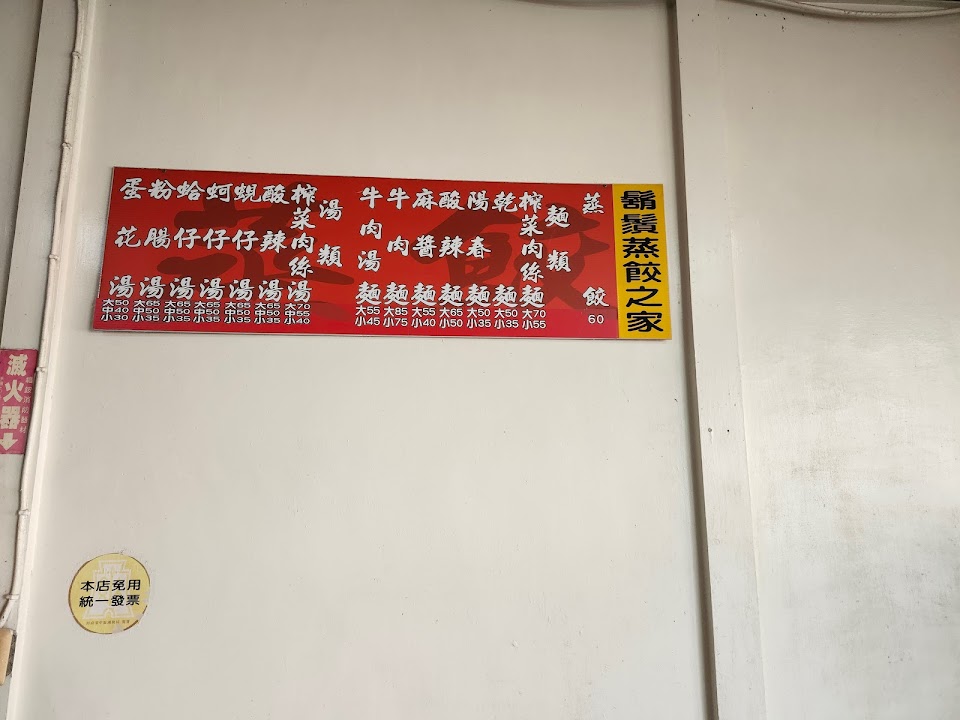 鬍鬚蒸餃之家
蒸餃
60
麵類
榨菜肉絲麵
大70
小55
乾麵
大50
小35
陽春麵
大50
小35
酸辣麵
大65
小50
麻醬麵
大55
小40
牛肉麵
大85
小75
牛肉湯麵
大55
小45
湯類
榨菜肉絲湯
大70
中55
小40
酸辣湯
大65
中50
小35
蜆仔湯
大65
中50
小35
蚵仔湯
大65
中50
小35
蛤仔湯
大65
中50
小35
粉腸湯
大65
中50
小35
蛋花湯
大50
中40
小30
滅火器
本店免用
統一發票